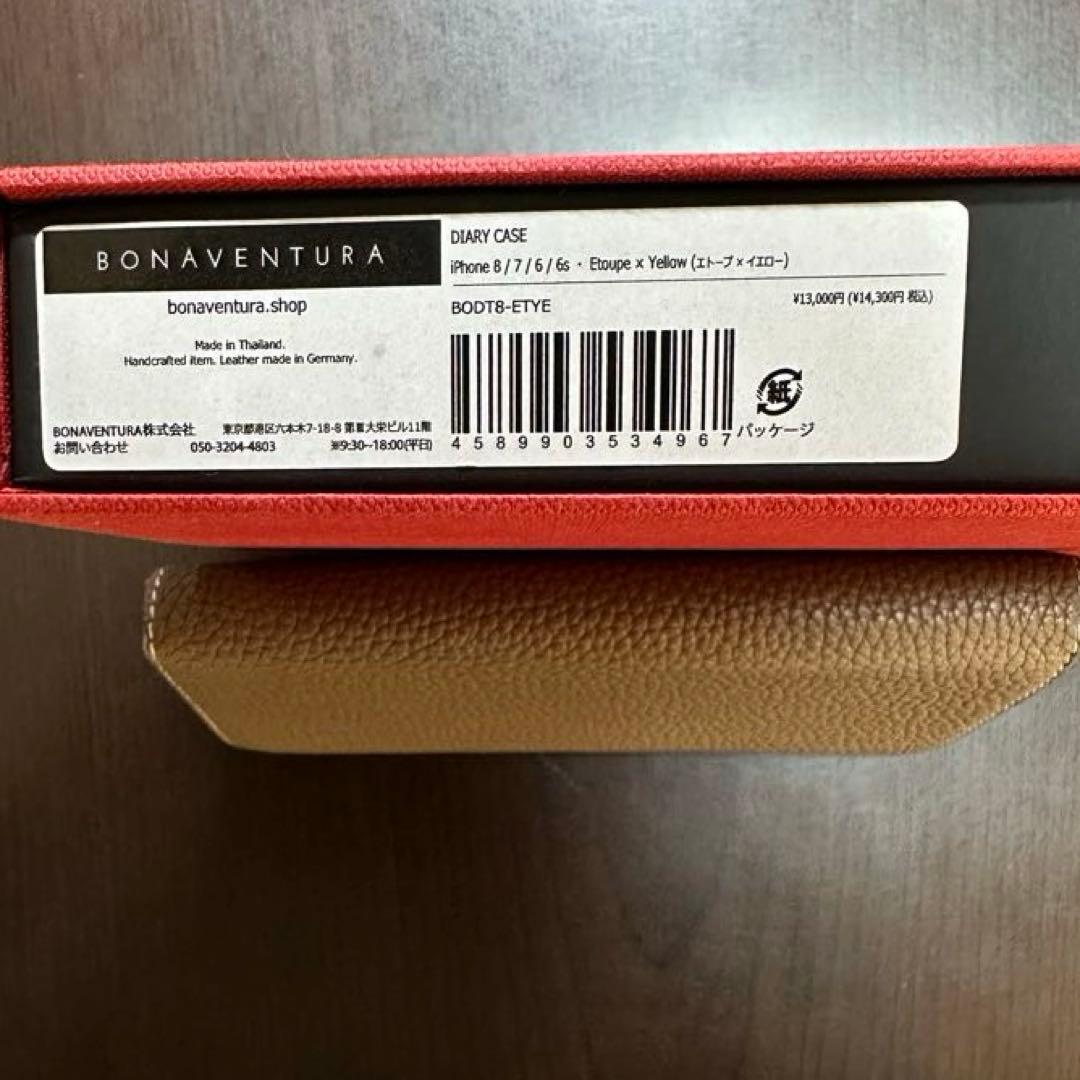 BONAVENTURA
bonaventura.shop
Made in Thailand.
Handcrafted item. Leather made in Germany.
BONAVENTURA株式会社 東京都港区六本木7-18-8 第Ⅲ大栄ビル11階
お問い合わせ 050-3204-4803 ※9:30~18:00(平日)
DIARY CASE
iPhone 8 / 7 / 6 / 6s ・ Etoupe x Yellow (エトープ×イエロー)
BODT8-ETYE
¥13,000円 (¥14,300円 税込)
4589903534967
紙
パッケージ